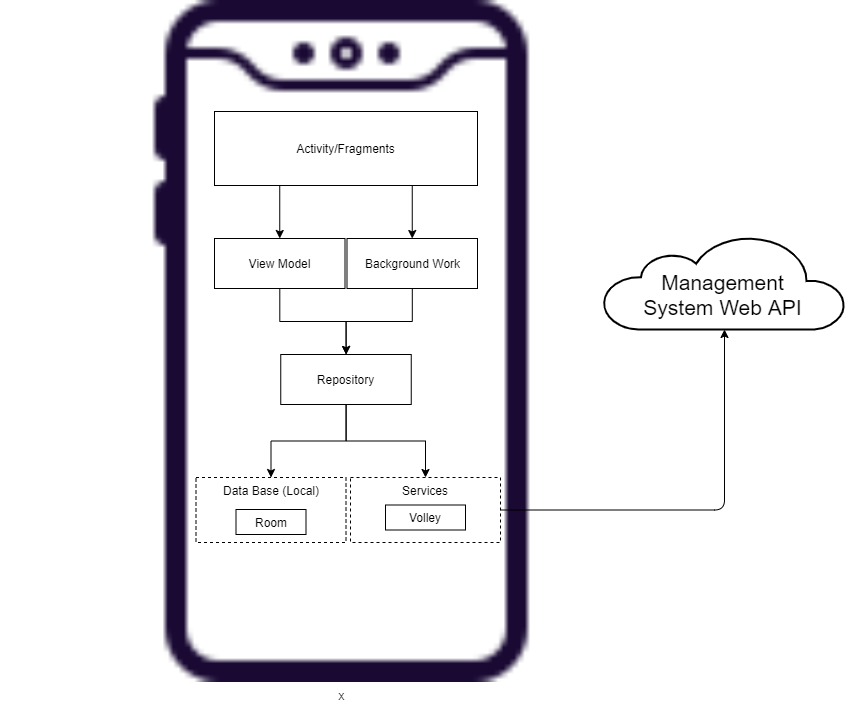 Activity/Fragments
View Model
Background Work
Management
System Web API
Repository
Data Base (Local)
Services
Room
Volley
x